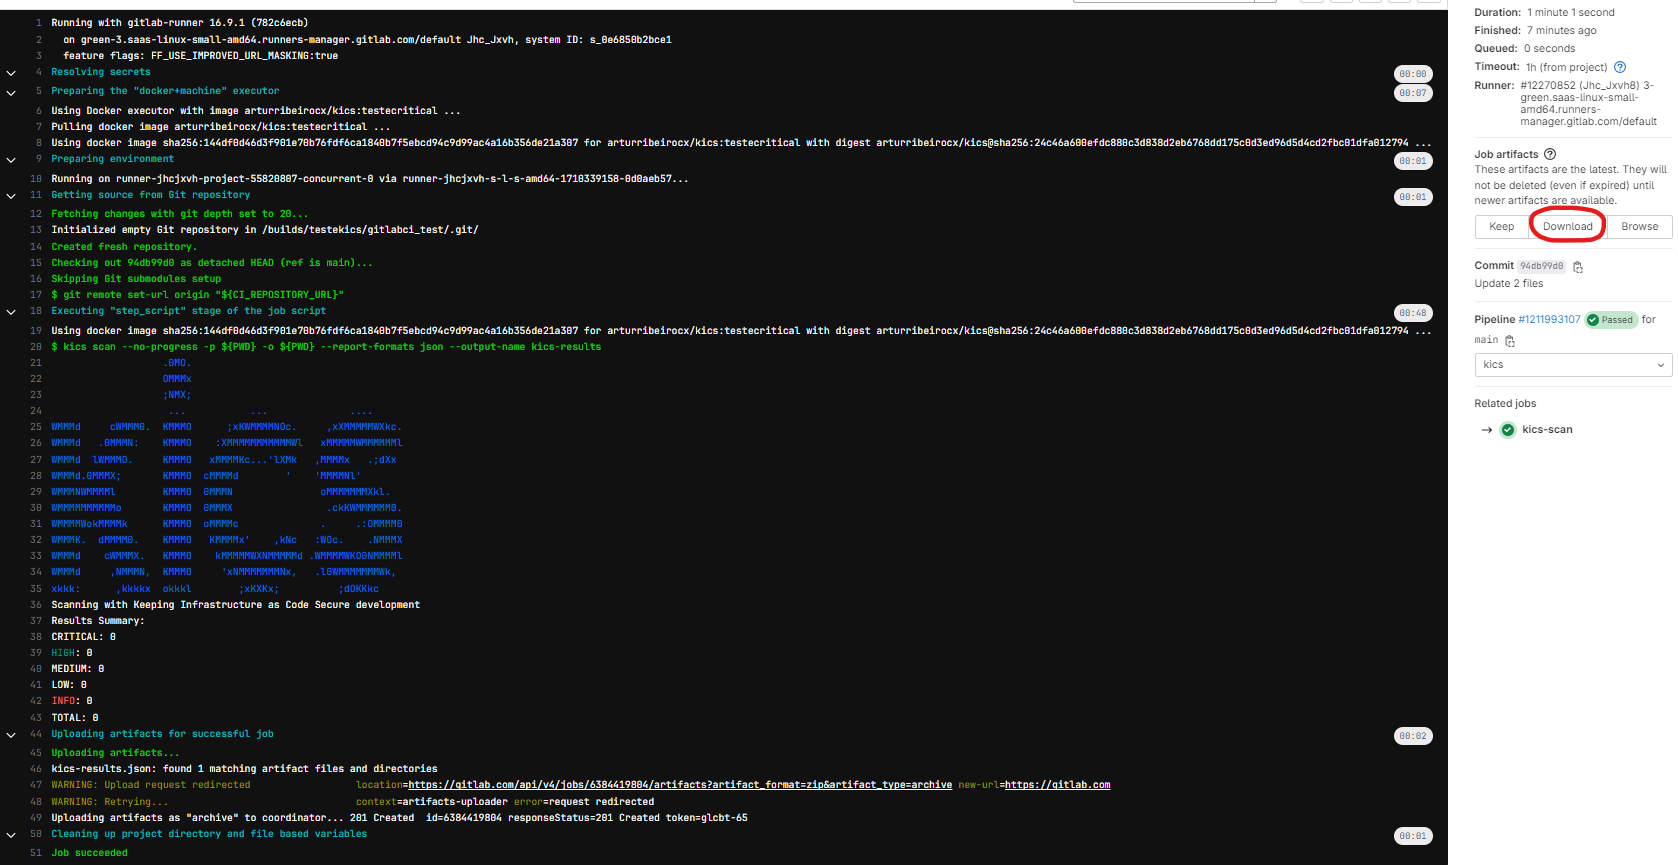 1 Running with gitlab-runner 16.9.1 (782c6ecb)
2 on green-3.saas-linux-small-amd64.runners-manager.gitlab.com/default Jhc_Jxvh, system ID: s_0e6850b2bce1
3 feature flags: FF_USE_IMPROVED_URL_MASKING:true
4 Resolving secrets 00:00
5 Preparing the "docker+machine" executor 00:07
6 Using Docker executor with image arturribeirocx/kics:testecritical ...
7 Pulling docker image arturribeirocx/kics:testecritical ...
8 Using docker image sha256:144df0d46d3f901e70b76fdf6ca1840b7f5ebcd94c9d99ac4a16b356de21a307 for arturribeirocx/kics:testecritical with digest arturribeirocx/kics@sha256:24c46a600efdc880c3d838d2eb6768dd175c0d3ed96d5d4cd2fbc01dfa012794 ...
9 Preparing environment 00:01
10 Running on runner-jhcjxvh-project-55820807-concurrent-0 via runner-jhcjxvh-s-l-s-amd64-1710339158-0d0aeb57...
11 Getting source from Git repository 00:01
12 Fetching changes with git depth set to 20...
13 Initialized empty Git repository in /builds/testekics/gitlabci_test/.git/
14 Created fresh repository.
15 Checking out 94db99d0 as detached HEAD (ref is main)...
16 Skipping Git submodules setup
17 $ git remote set-url origin "${CI_REPOSITORY_URL}"
18 Executing "step_script" stage of the job script 00:48
19 Using docker image sha256:144df0d46d3f901e70b76fdf6ca1840b7f5ebcd94c9d99ac4a16b356de21a307 for arturribeirocx/kics:testecritical with digest arturribeirocx/kics@sha256:24c46a600efdc880c3d838d2eb6768dd175c0d3ed96d5d4cd2fbc01dfa012794 ...
20 $ kics scan --no-progress -p ${PWD} -o ${PWD} --report-formats json --output-name kics-results
21 .0MO.
22 OMMMx
23 ;NMX;
24 ... ... ....
25 WMMMd cWMMM0. KMMMO ;xKWMMMMNOc. ,xXMMMMMWXkc.
26 WMMMd .0MMMN: KMMMO :XMMMMMMMMMMMWl xMMMMMWMMMMMMl
27 WMMMd lWMMMO. KMMMO xMMMMKc...'lXMk ,MMMMx .;dXx
28 WMMMd.0MMMX; KMMMO cMMMMd ' 'MMMMNl'
29 WMMMNWMMMMl KMMMO 0MMMN oMMMMMMMXkl.
30 WMMMMMMMMMMo KMMMO 0MMMX .ckKWMMMMMM0.
31 WMMMMWokMMMMk KMMMO oMMMMc . .:OMMMM0
32 WMMMK. dMMMM0. KMMMO KMMMMx' ,kNc :WOc. .NMMMX
33 WMMMd cWMMMX. KMMMO kMMMMMWXNMMMMMd .WMMMMWKO0NMMMMl
34 WMMMd ,NMMMN, KMMMO 'xNMMMMMMMNx, .l0WMMMMMMMWk,
35 xkkk: ,kkkkx okkkl ;xKXKx; ;dOKKkc
36 Scanning with Keeping Infrastructure as Code Secure development
37 Results Summary:
38 CRITICAL: 0
39 HIGH: 0
40 MEDIUM: 0
41 LOW: 0
42 INFO: 0
43 TOTAL: 0
44 Uploading artifacts for successful job 00:02
45 Uploading artifacts...
46 kics-results.json: found 1 matching artifact files and directories
47 WARNING: Upload request redirected location=https://gitlab.com/api/v4/jobs/6384419804/artifacts?artifact_format=zip&artifact_type=archive new-url=https://gitlab.com
48 WARNING: Retrying... context=artifacts-uploader error=request redirected
49 Uploading artifacts as "archive" to coordinator... 201 Created id=6384419804 responseStatus=201 Created token=glcbt-65
50 Cleaning up project directory and file based variables 00:01
51 Job succeeded
Duration: 1 minute 1 second
Finished: 7 minutes ago
Queued: 0 seconds
Timeout: 1h (from project)
Runner: #12270852 (Jhc_Jxvh8) 3-
green.saas-linux-small-
amd64.runners-
manager.gitlab.com/default
Job artifacts
These artifacts are the latest. They will
not be deleted (even if expired) until
newer artifacts are available.
Keep Download Browse
Commit 94db99d0
Update 2 files
Pipeline #1211993107 Passed for
main
kics
Related jobs
→ kics-scan